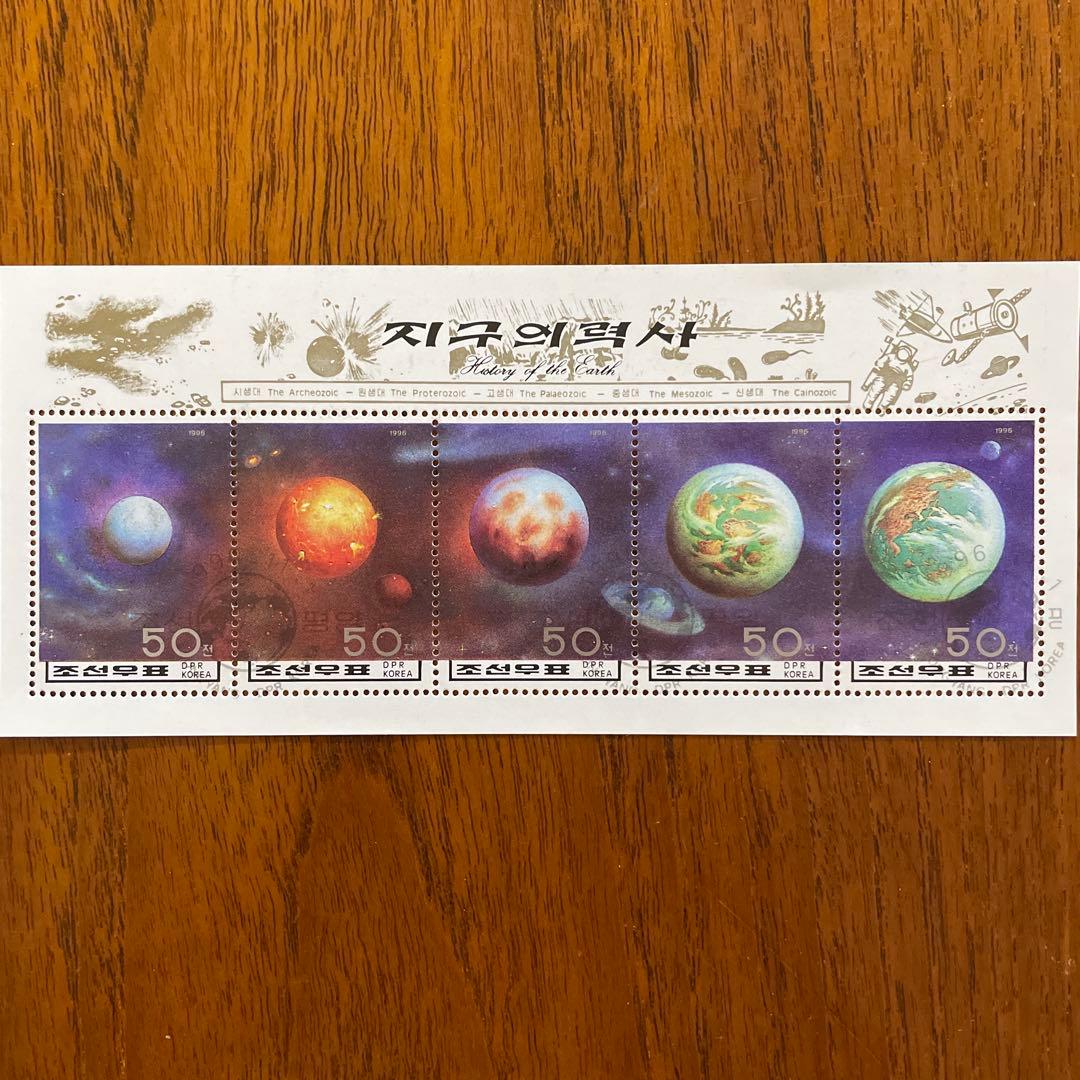 지구의력사
History of the Earth
시생대 The Archeozoic — 원생대 The Proterozoic — 고생대 The Palaeozoic — 중생대 The Mesozoic — 신생대 The Cainozoic
1996 1996 1996 1996
50전 50전 50전 50전 50전
조선우표 DPR KOREA 조선우표 DPR KOREA 조선우표 DPR KOREA 조선우표 DPR KOREA 조선우표 DPR KOREA